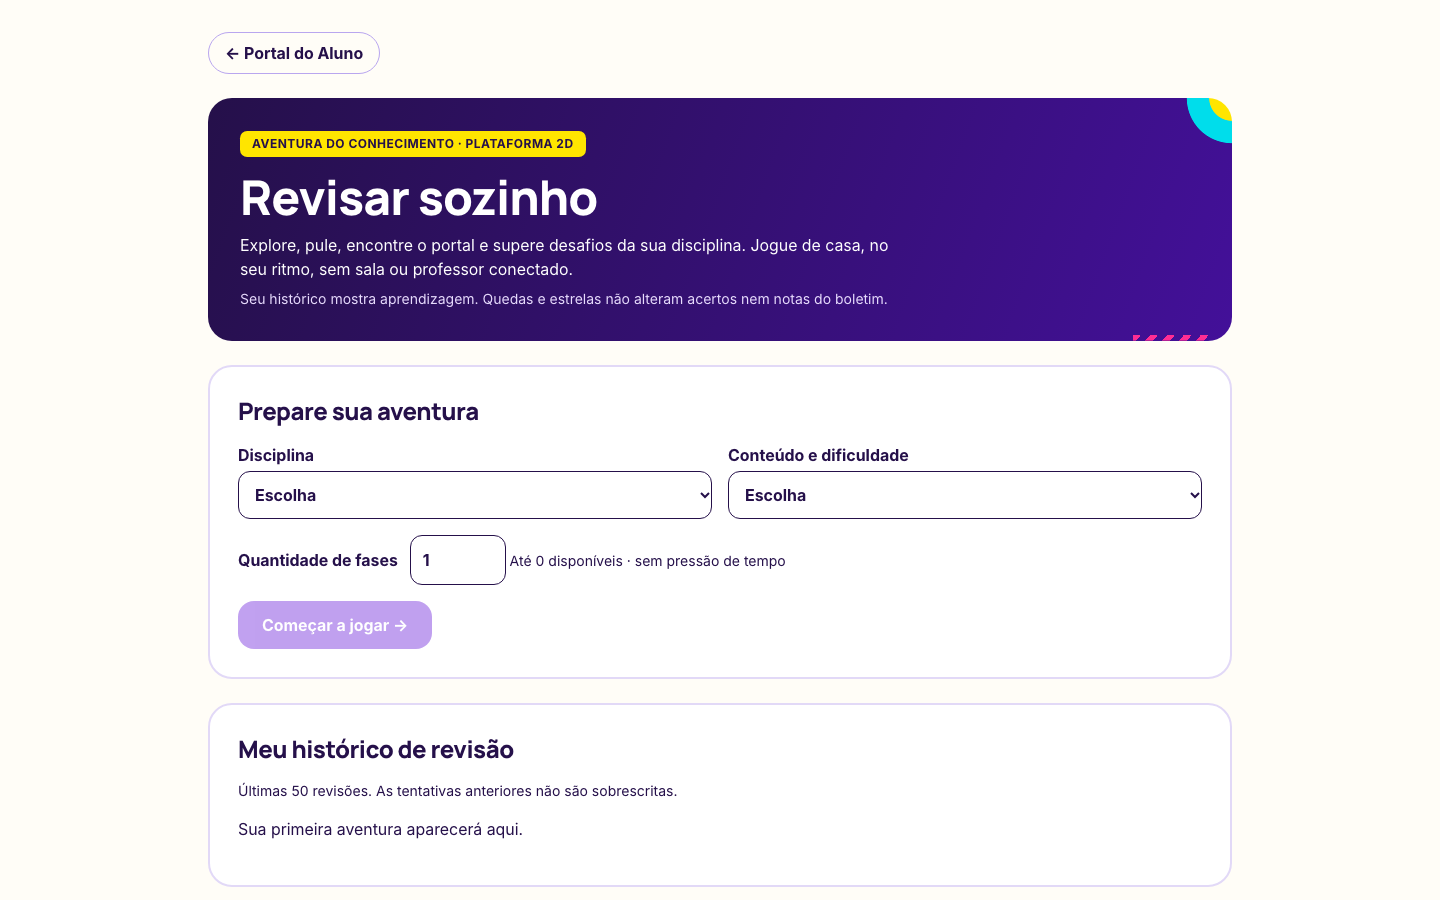 ← Portal do Aluno
AVENTURA DO CONHECIMENTO · PLATAFORMA 2D
Revisar sozinho
Explore, pule, encontre o portal e supere desafios da sua disciplina. Jogue de casa, no
seu ritmo, sem sala ou professor conectado.
Seu histórico mostra aprendizagem. Quedas e estrelas não alteram acertos nem notas do boletim.
Prepare sua aventura
Disciplina
Escolha
Conteúdo e dificuldade
Escolha
Quantidade de fases 1 Até 0 disponíveis · sem pressão de tempo
Começar a jogar →
Meu histórico de revisão
Últimas 50 revisões. As tentativas anteriores não são sobrescritas.
Sua primeira aventura aparecerá aqui.